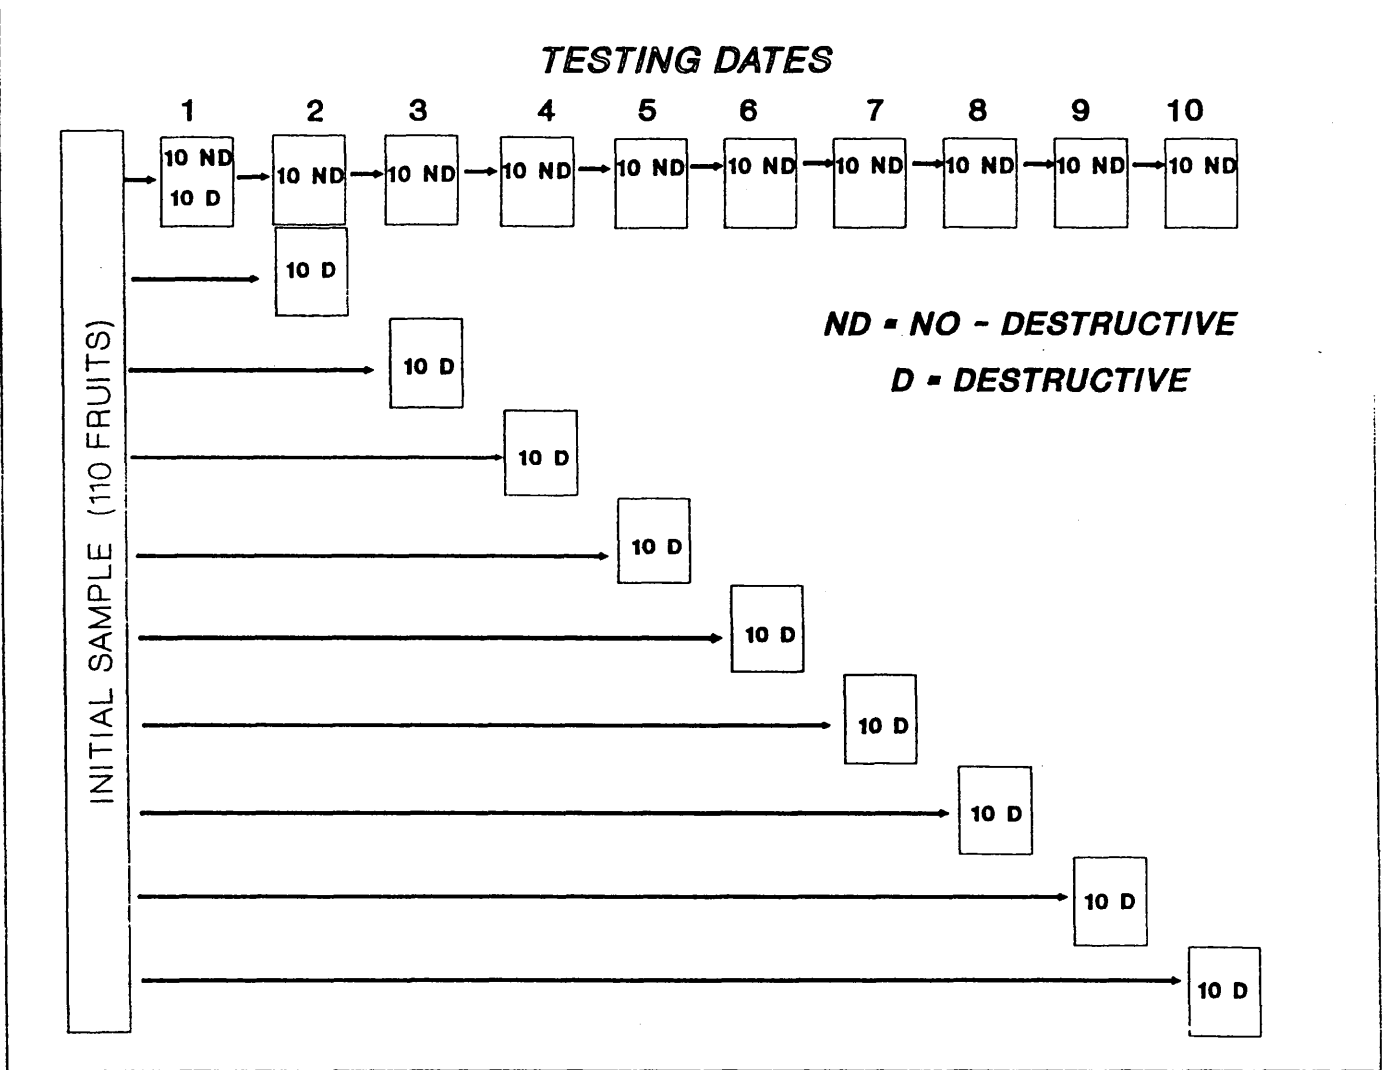 TESTING DATES
1 2 3 4 5 6 7 8 9 10
10 ND 10 ND 10 ND 10 ND 10 ND 10 ND 10 ND 10 ND 10 ND 10 ND
10 D
10 D
ND = NO - DESTRUCTIVE
10 D
D = DESTRUCTIVE
10 D
10 D
10 D
10 D
10 D
10 D
10 D
INITIAL SAMPLE (110 FRUITS)